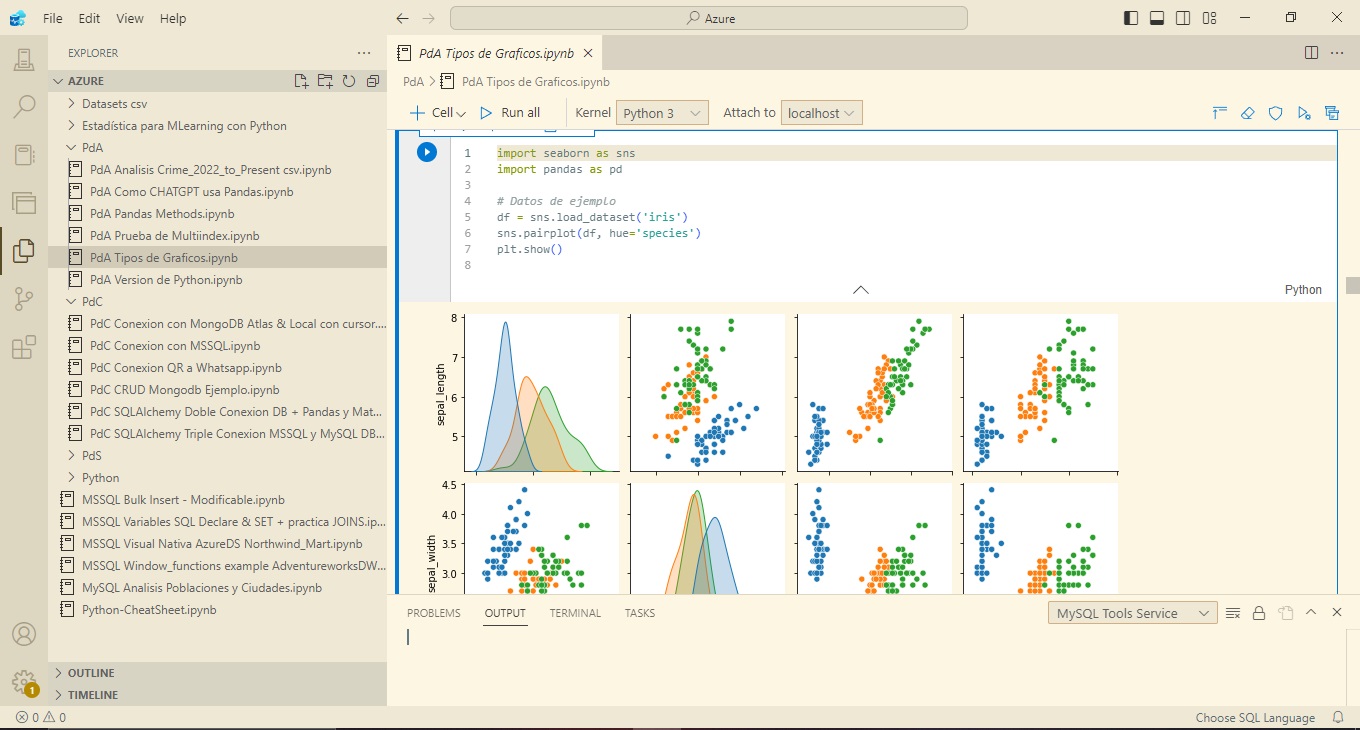 File Edit View Help
Azure
EXPLORER
AZURE
Datasets csv
Estadística para MLearning con Python
PdA
PdA Analisis Crime_2022_to_Present csv.ipynb
PdA Como CHATGPT usa Pandas.ipynb
PdA Pandas Methods.ipynb
PdA Prueba de Multiindex.ipynb
PdA Tipos de Graficos.ipynb
PdA Version de Python.ipynb
PdC
PdC Conexion con MongoDB Atlas & Local con cursor....
PdC Conexion con MSSQL.ipynb
PdC Conexion QR a Whatsapp.ipynb
PdC CRUD Mongodb Ejemplo.ipynb
PdC SQLAlchemy Doble Conexion DB + Pandas y Mat...
PdC SQLAlchemy Triple Conexion MSSQL y MySQL DB...
PdS
Python
MSSQL Bulk Insert - Modificable.ipynb
MSSQL Variables SQL Declare & SET + practica JOINS.ip...
MSSQL Visual Nativa AzureDS Northwind_Mart.ipynb
MSSQL Window_functions example AdventureworksDW...
MySQL Analisis Poblaciones y Ciudades.ipynb
Python-CheatSheet.ipynb
OUTLINE
TIMELINE
1
PdA Tipos de Graficos.ipynb
PdA > PdA Tipos de Graficos.ipynb
Cell Run all Kernel Python 3 Attach to localhost
1 import seaborn as sns
2 import pandas as pd
3
4 # Datos de ejemplo
5 df = sns.load_dataset('iris')
6 sns.pairplot(df, hue='species')
7 plt.show()
8
Python
8
7
6
5
sepal_length
4.5
4.0
3.5
3.0
sepal_width
PROBLEMS OUTPUT TERMINAL TASKS
MySQL Tools Service
0 0
Choose SQL Language